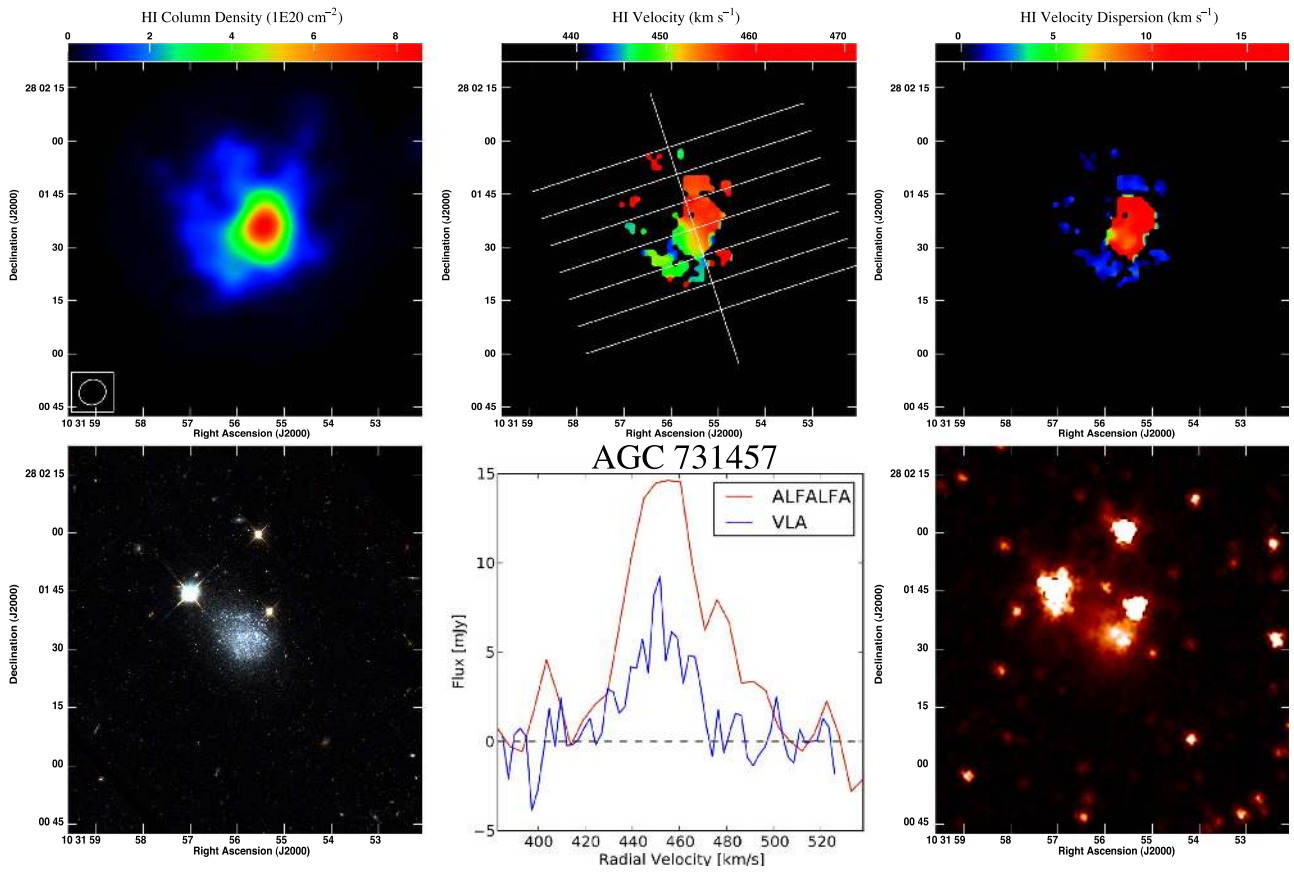 HI Column Density (1E20 cm⁻²)
0 2 4 6 8
28 02 15
00
01 45
30
15
00
00 45
Declination (J2000)
10 31 59 58 57 56 55 54 53
Right Ascension (J2000)
HI Velocity (km s⁻¹)
440 450 460 470
28 02 15
00
01 45
30
15
00
00 45
Declination (J2000)
10 31 59 58 57 56 55 54 53
Right Ascension (J2000)
HI Velocity Dispersion (km s⁻¹)
0 5 10 15
28 02 15
00
01 45
30
15
00
00 45
Declination (J2000)
10 31 59 58 57 56 55 54 53
Right Ascension (J2000)
28 02 15
00
01 45
30
15
00
00 45
Declination (J2000)
10 31 59 58 57 56 55 54 53
Right Ascension (J2000)
AGC 731457
15
10
5
0
−5
Flux [mJy]
ALFALFA
VLA
400 420 440 460 480 500 520
Radial Velocity [km/s]
28 02 15
00
01 45
30
15
00
00 45
Declination (J2000)
10 31 59 58 57 56 55 54 53
Right Ascension (J2000)